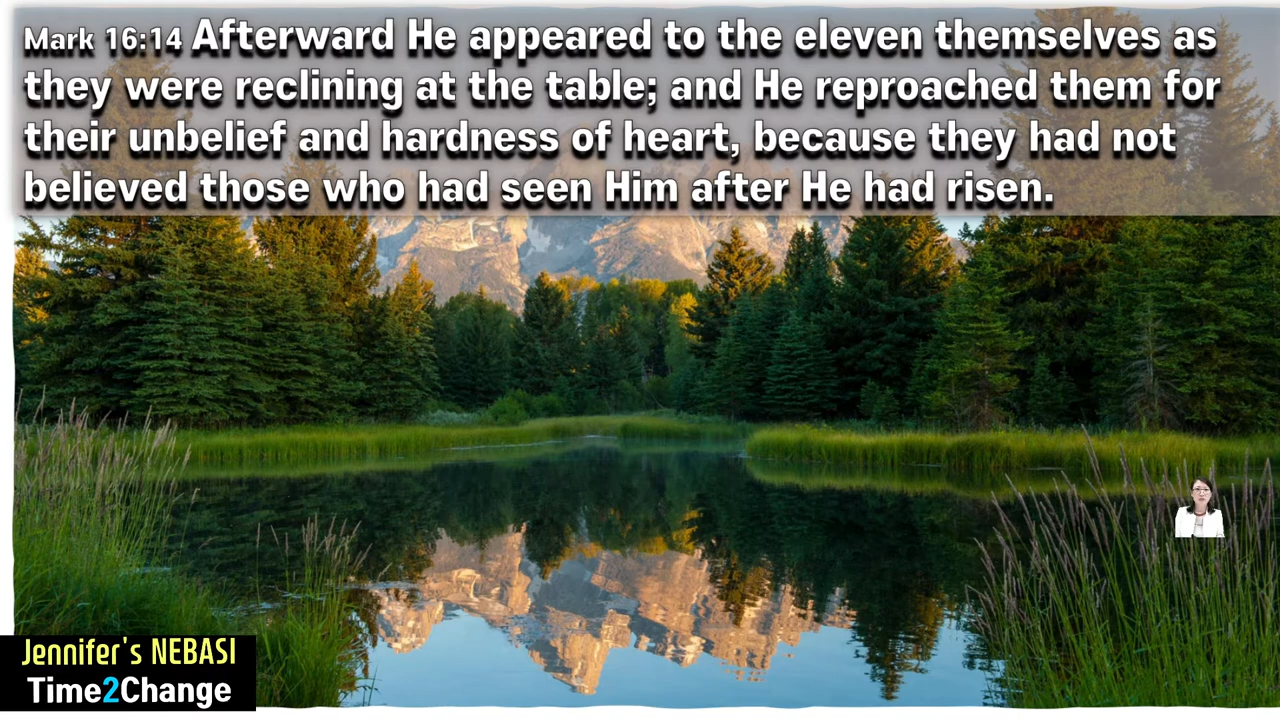 Mark 16:14 Afterward He appeared to the eleven themselves as
they were reclining at the table; and He reproached them for
their unbelief and hardness of heart, because they had not
believed those who had seen Him after He had risen.
Jennifer's NEBASI
Time2Change